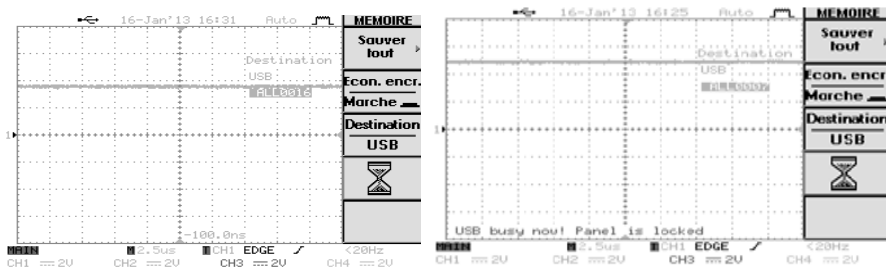 16-Jan'13 16:31 Auto
MEMOIRE
Sauver
tout
Destination
USB
ALL0016
Econ. encr.
Marche
Destination
USB
1
-100.0ns
MAIN M 2.5us CH1 EDGE <20Hz
CH1 2V CH2 2V CH3 2V CH4 2V
16-Jan'13 16:25 Auto
MEMOIRE
Sauver
tout
Destination
USB
ALL0007
Econ. encr
Marche
Destination
USB
1
USB busy now! Panel is locked
MAIN M 2.5us CH1 EDGE <20Hz
CH1 2V CH2 2V CH3 2V CH4 2V